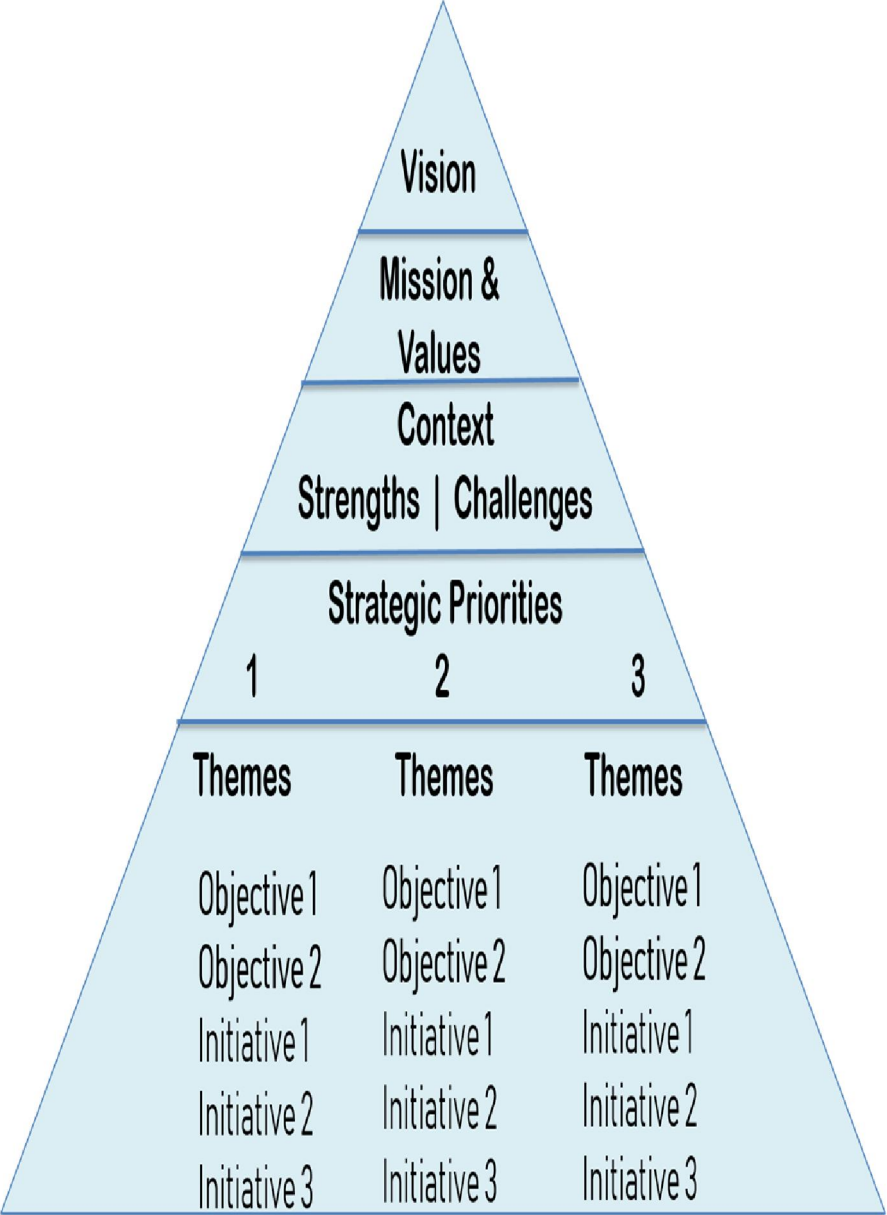 Vision
Mission &
Values
Context
Strengths | Challenges
Strategic Priorities
1 2 3
Themes Themes Themes
Objective 1 Objective 1 Objective 1
Objective 2 Objective 2 Objective 2
Initiative 1 Initiative 1 Initiative 1
Initiative 2 Initiative 2 Initiative 2
Initiative 3 Initiative 3 Initiative 3